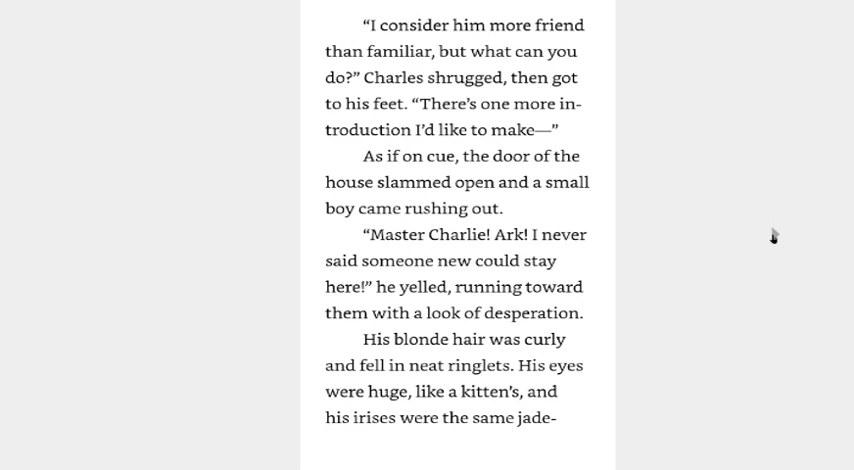 “I consider him more friend
than familiar, but what can you
do?” Charles shrugged, then got
to his feet. “There’s one more in-
troduction I’d like to make—”
As if on cue, the door of the
house slammed open and a small
boy came rushing out.
“Master Charlie! Ark! I never
said someone new could stay
here!” he yelled, running toward
them with a look of desperation.
His blonde hair was curly
and fell in neat ringlets. His eyes
were huge, like a kitten’s, and
his irises were the same jade-